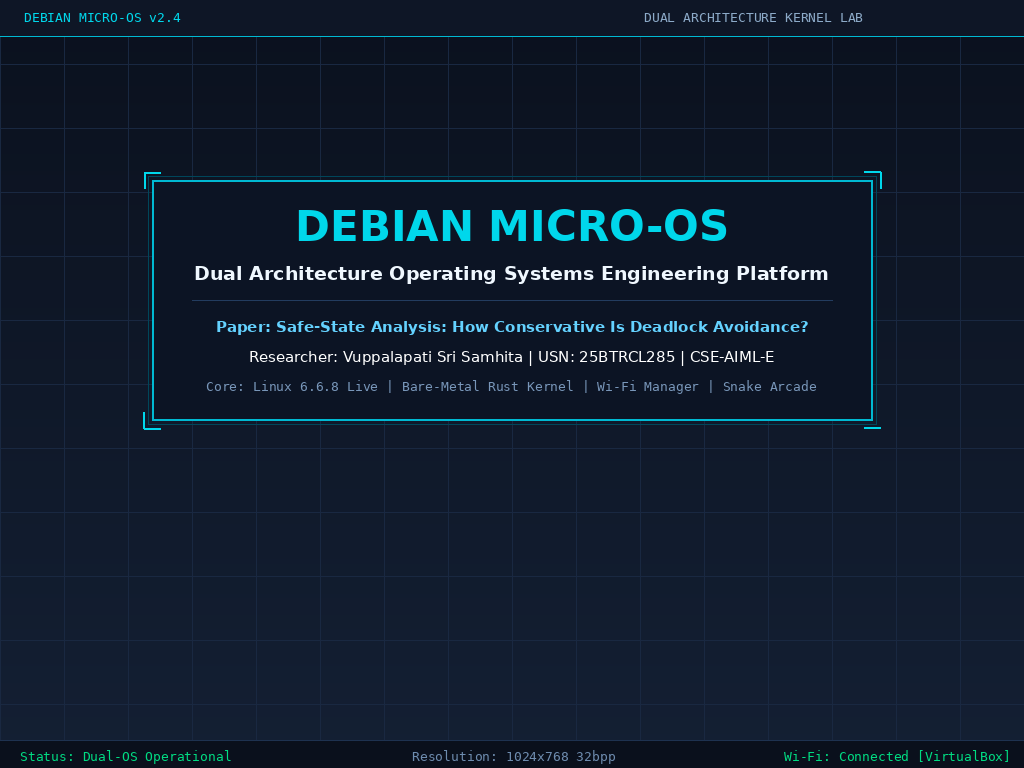 DEBIAN MICRO-OS v2.4
DUAL ARCHITECTURE KERNEL LAB
DEBIAN MICRO-OS
Dual Architecture Operating Systems Engineering Platform
Paper: Safe-State Analysis: How Conservative Is Deadlock Avoidance?
Researcher: Vuppalapati Sri Samhita | USN: 25BTRCL285 | CSE-AIML-E
Core: Linux 6.6.8 Live | Bare-Metal Rust Kernel | Wi-Fi Manager | Snake Arcade
Status: Dual-OS Operational
Resolution: 1024x768 32bpp
Wi-Fi: Connected [VirtualBox]